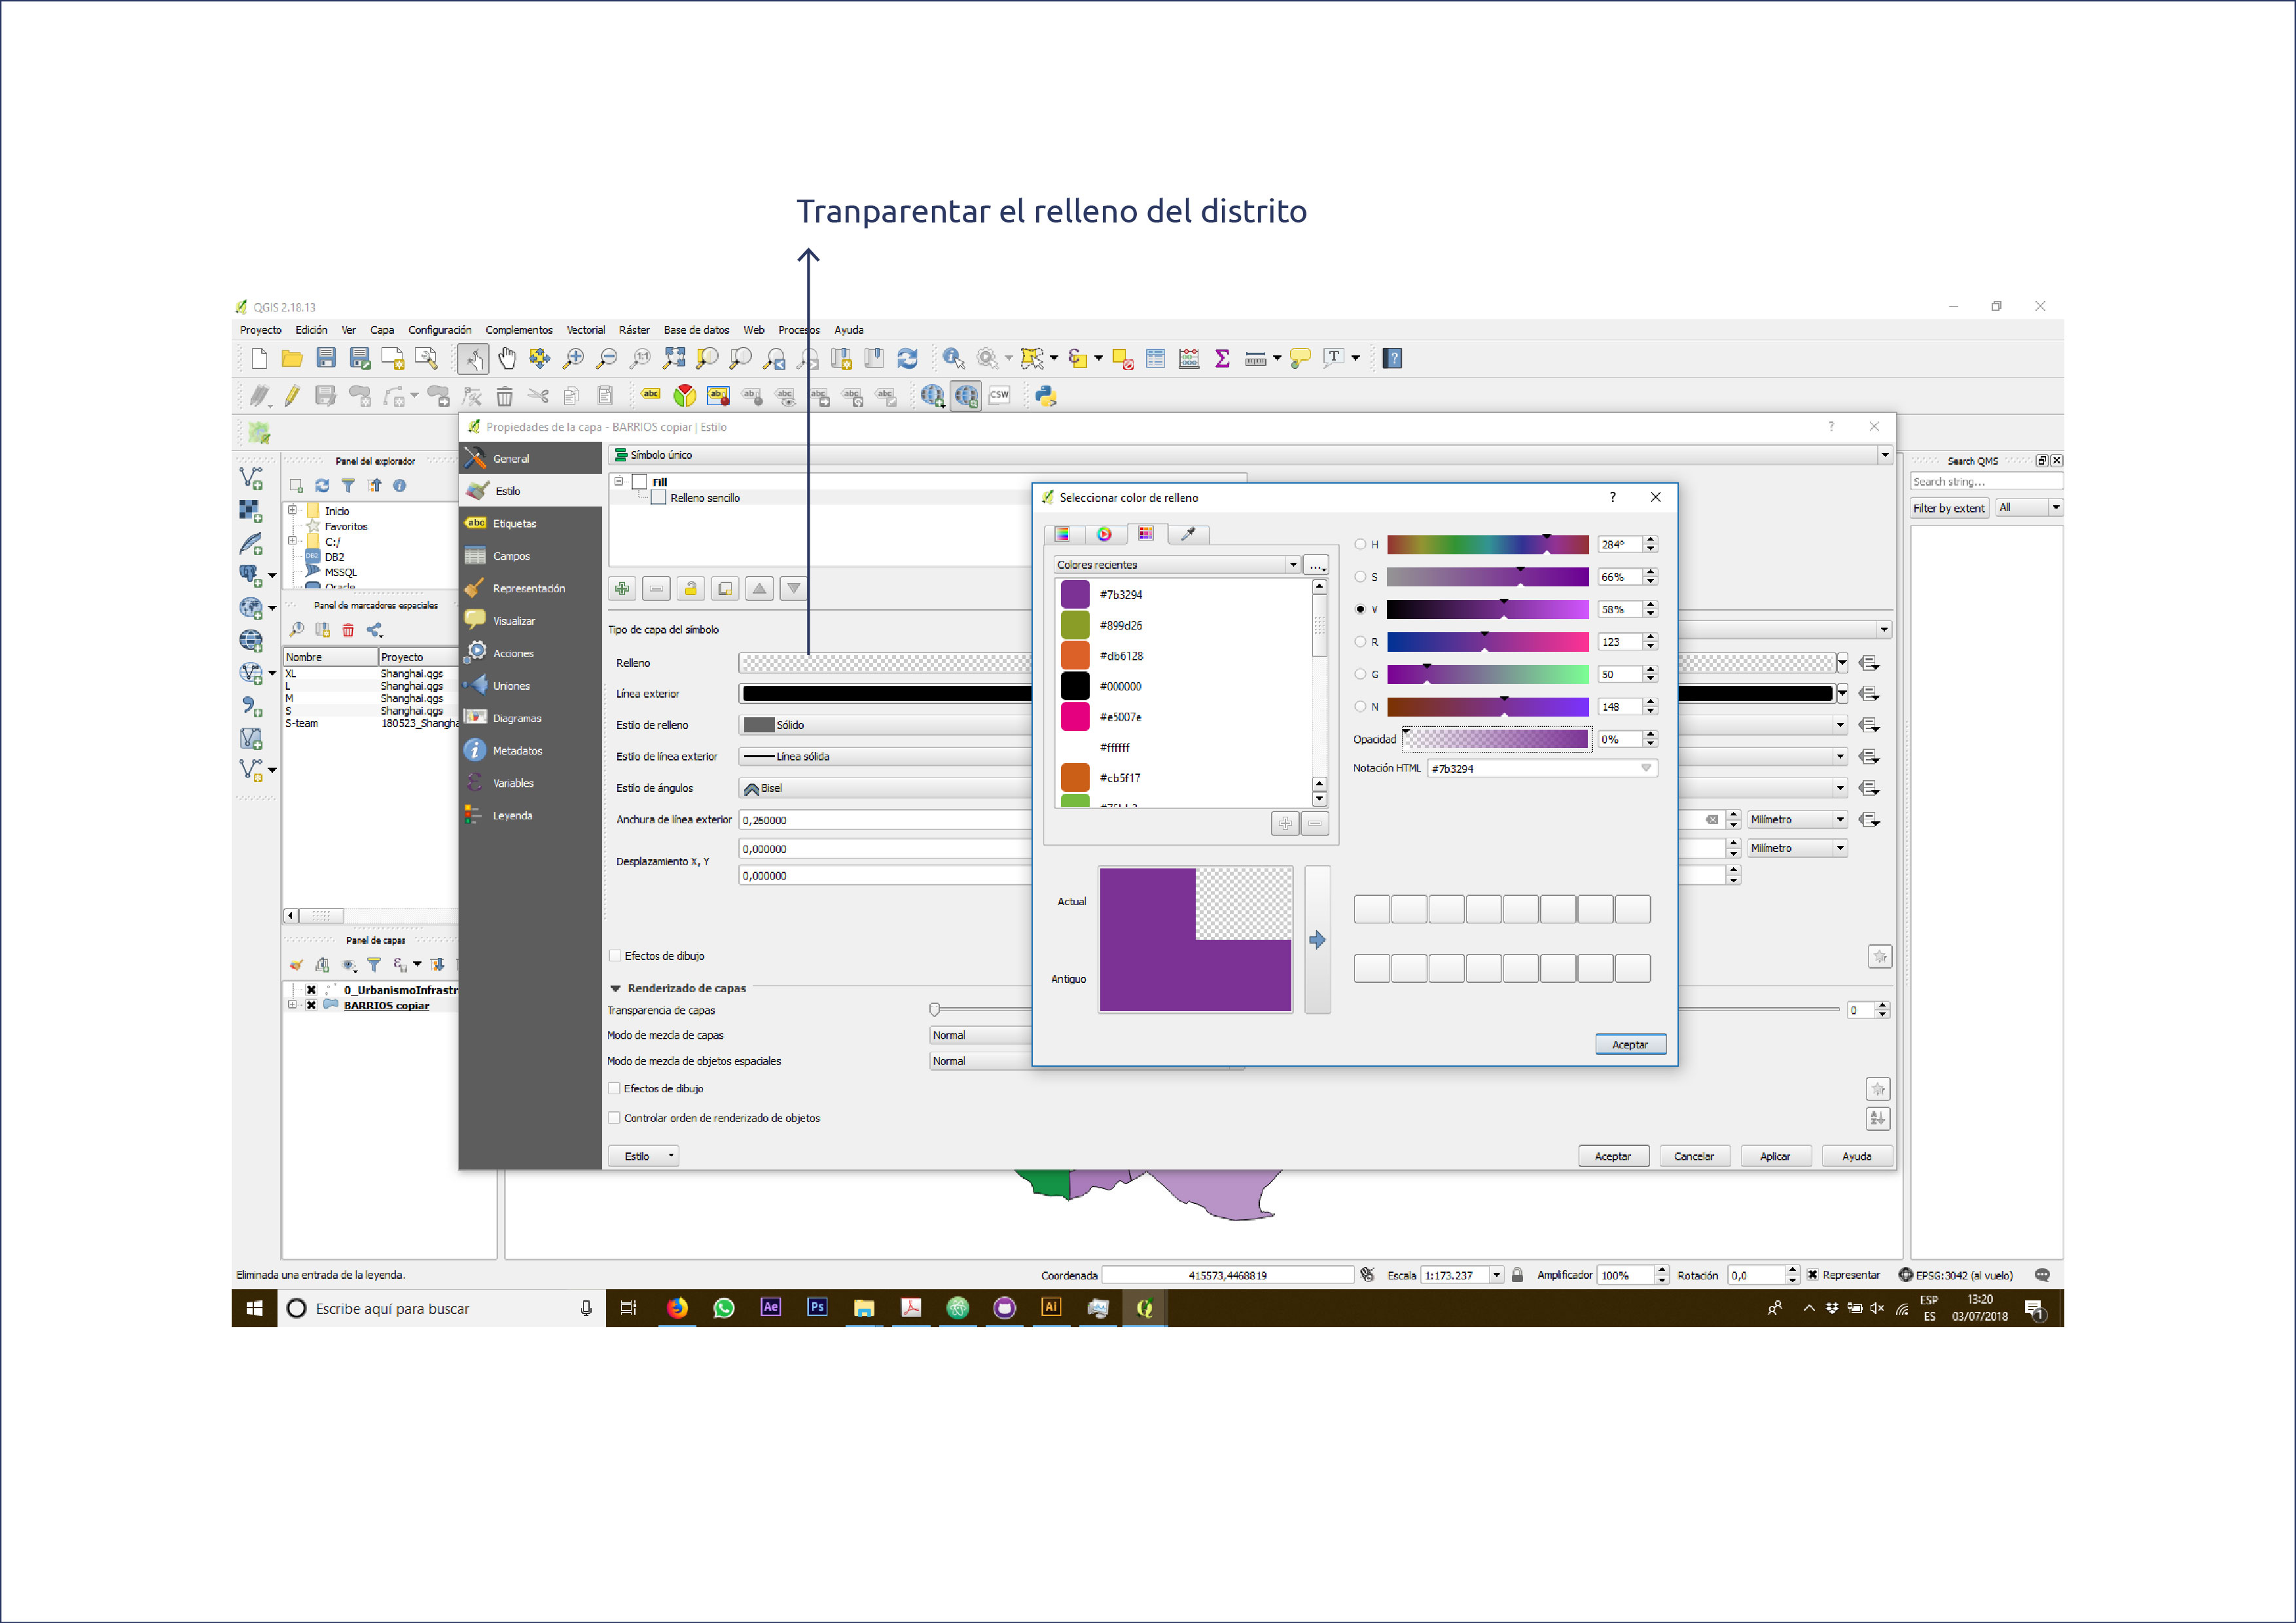 Tranparentar el relleno del distrito
QGIS 2.18.13
Proyecto Edición Ver Capa Configuración Complementos Vectorial Ráster Base de datos Web Procesos Ayuda
Propiedades de la capa - BARRIOS copiar | Estilo
General
Estilo
Etiquetas
Campos
Representación
Visualizar
Acciones
Uniones
Diagramas
Metadatos
Variables
Leyenda
Panel del explorador
Inicio
Favoritos
C:/
DB2
MSSQL
Oracle
Panel de marcadores espaciales
Nombre Proyecto
XL Shanghai.qgs
L Shanghai.qgs
M Shanghai.qgs
S Shanghai.qgs
S-team 180523_Shangha
Panel de capas
0_UrbanismoInfrastr
BARRIOS copiar
Símbolo único
Fill
Relleno sencillo
Tipo de capa del símbolo
Relleno
Línea exterior
Estilo de relleno Sólido
Estilo de línea exterior Línea sólida
Estilo de ángulos Bisel
Anchura de línea exterior 0,260000 Milímetro
Desplazamiento X, Y 0,000000 Milímetro
0,000000
Efectos de dibujo
Renderizado de capas
Transparencia de capas 0
Modo de mezcla de capas Normal
Modo de mezcla de objetos espaciales Normal
Efectos de dibujo
Controlar orden de renderizado de objetos
Estilo Aceptar Cancelar Aplicar Ayuda
Seleccionar color de relleno
Colores recientes
#7b3294
#899d26
#db6128
#000000
#e5007e
#ffffff
#cb5f17
H 284º
S 66%
V 58%
R 123
G 50
N 148
Opacidad 0%
Notación HTML #7b3294
Actual
Antiguo
Aceptar
Search QMS
Search string...
Filter by extent All
CSW
Eliminada una entrada de la leyenda.
Coordenada 415573,4468819 Escala 1:173.237 Amplificador 100% Rotación 0,0 Representar EPSG:3042 (al vuelo)
Escribe aquí para buscar
Ae Ps Ai
ESP
ES
13:20
03/07/2018
1